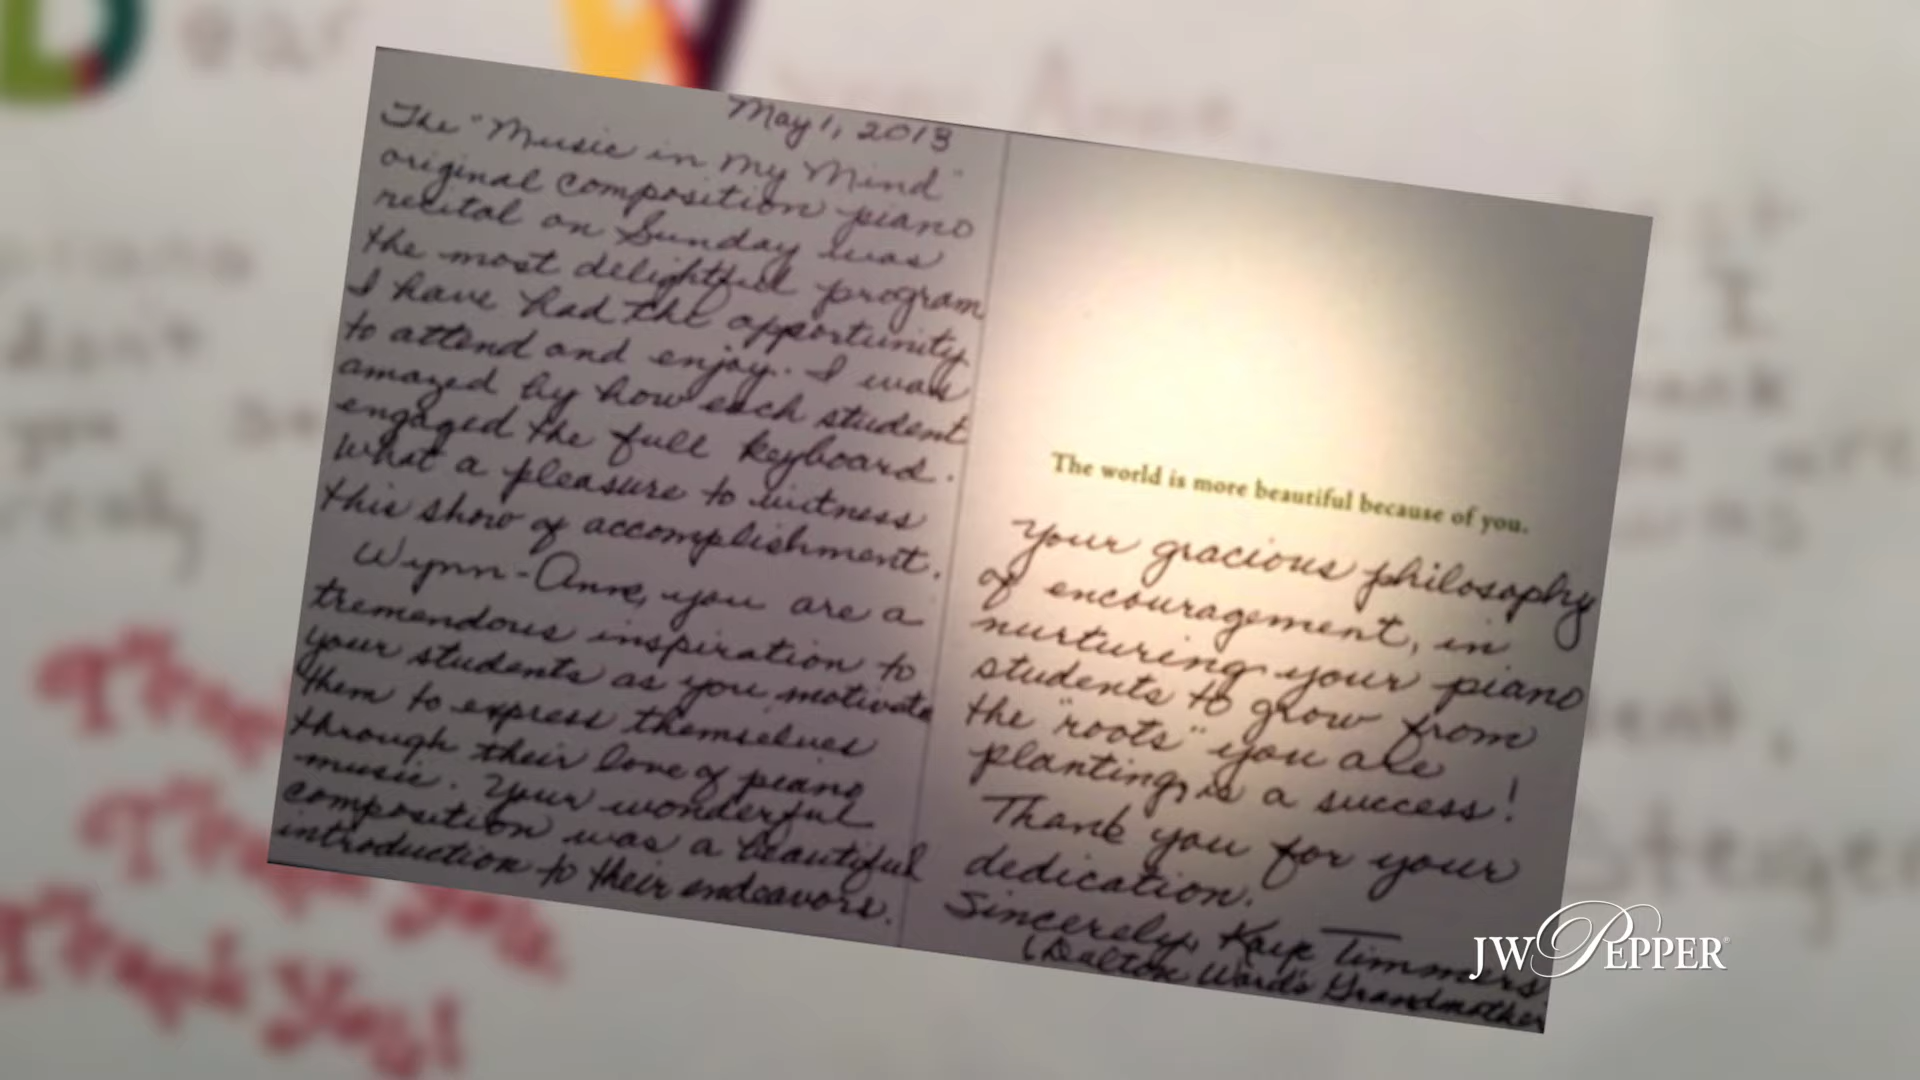 May 1, 2013
The "Music in My Mind"
original composition piano
recital on Sunday was
the most delightful program
I have had the opportunity
to attend and enjoy. I was
amazed by how each student
engaged the full keyboard.
What a pleasure to witness
this show of accomplishment.
Wynn-Anne, you are a
tremendous inspiration to
your students as you motivate
them to express themselves
through their love of piano
music. Your wonderful
composition was a beautiful
introduction to their endeavors.
The world is more beautiful because of you.
Your gracious philosophy
of encouragement, in
nurturing your piano
students to grow from
the "roots" you are
planting, is a success!
Thank you for your
dedication.
Sincerely, Kaye Timmers
(Dalton Ward's Grandmother
JW PEPPER®
Dear
Thank You!